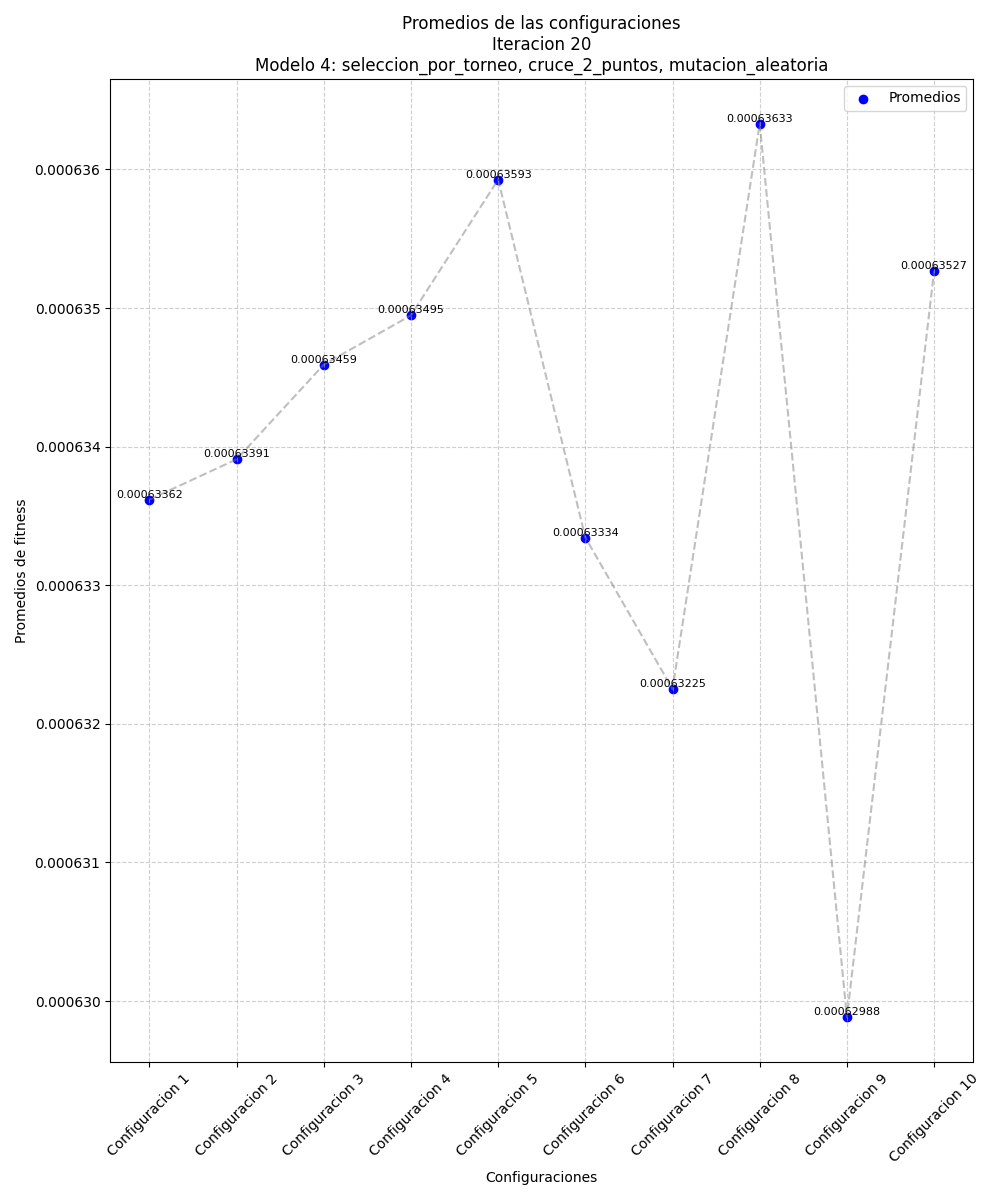 Promedios de las configuraciones
Iteracion 20
Modelo 4: seleccion_por_torneo, cruce_2_puntos, mutacion_aleatoria
Promedios
0.00063633
0.00063593
0.00063527
0.00063495
0.00063459
0.00063391
0.00063362
0.00063334
0.00063225
0.00062988
0.000636
0.000635
0.000634
0.000633
0.000632
0.000631
0.000630
Promedios de fitness
Configuracion 1
Configuracion 2
Configuracion 3
Configuracion 4
Configuracion 5
Configuracion 6
Configuracion 7
Configuracion 8
Configuracion 9
Configuracion 10
Configuraciones